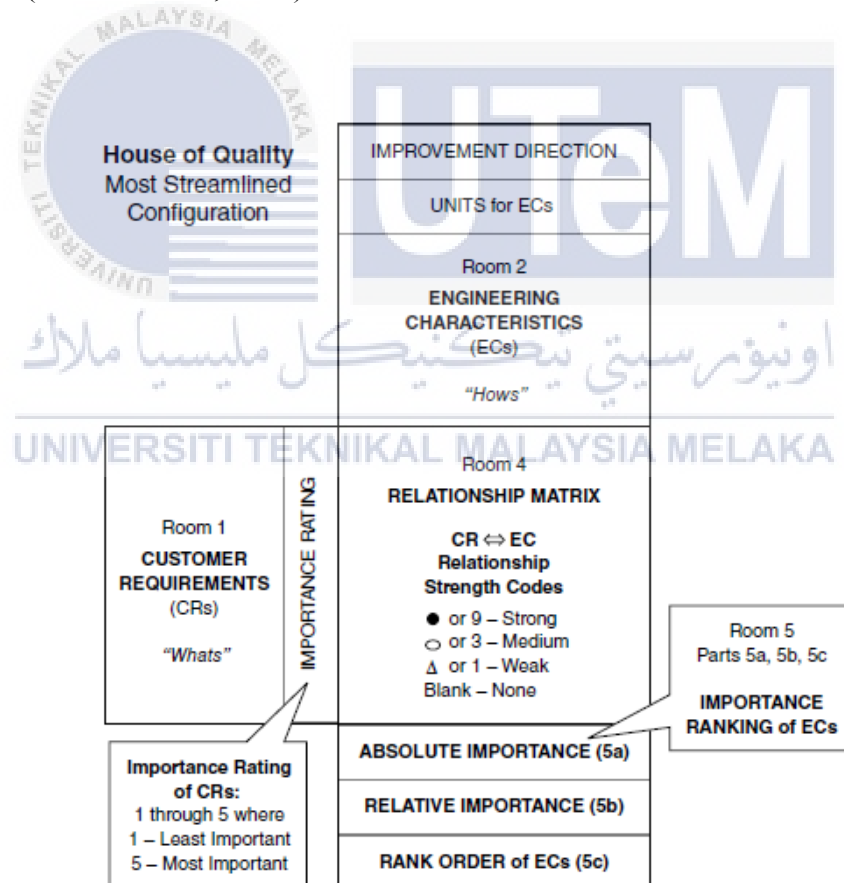 UNIVERSITI TEKNIKAL MALAYSIA MELAKA
UTeM
اونيۏرسيتي تيكنيكل مليسيا ملاك
UNIVERSITI TEKNIKAL MALAYSIA MELAKA
House of Quality
Most Streamlined
Configuration
IMPROVEMENT DIRECTION
UNITS for ECs
Room 2
ENGINEERING
CHARACTERISTICS
(ECs)
"Hows"
Room 1
CUSTOMER
REQUIREMENTS
(CRs)
"Whats"
IMPORTANCE RATING
Room 4
RELATIONSHIP MATRIX
CR ⇔ EC
Relationship
Strength Codes
● or 9 – Strong
○ or 3 – Medium
Δ or 1 – Weak
Blank – None
Room 5
Parts 5a, 5b, 5c
IMPORTANCE
RANKING of ECs
Importance Rating
of CRs:
1 through 5 where
1 – Least Important
5 – Most Important
ABSOLUTE IMPORTANCE (5a)
RELATIVE IMPORTANCE (5b)
RANK ORDER of ECs (5c)